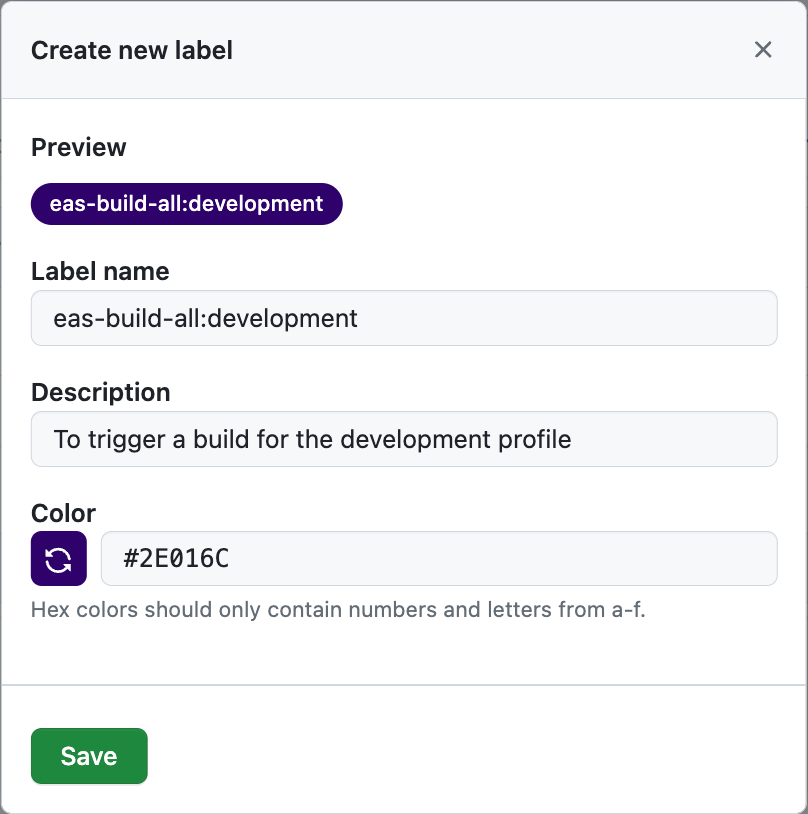 Create new label
Preview
eas-build-all:development
Label name
eas-build-all:development
Description
To trigger a build for the development profile
Color
#2E016C
Hex colors should only contain numbers and letters from a-f.
Save